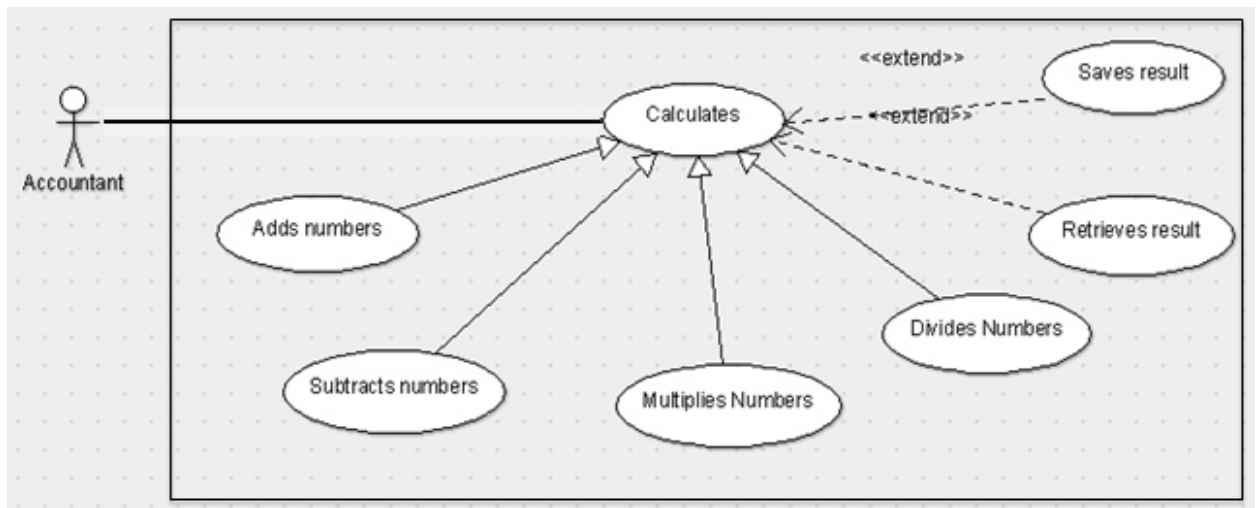 <<extend>>
Saves result
Calculates
<<extend>>
Accountant
Adds numbers
Retrieves result
Divides Numbers
Subtracts numbers
Multiplies Numbers